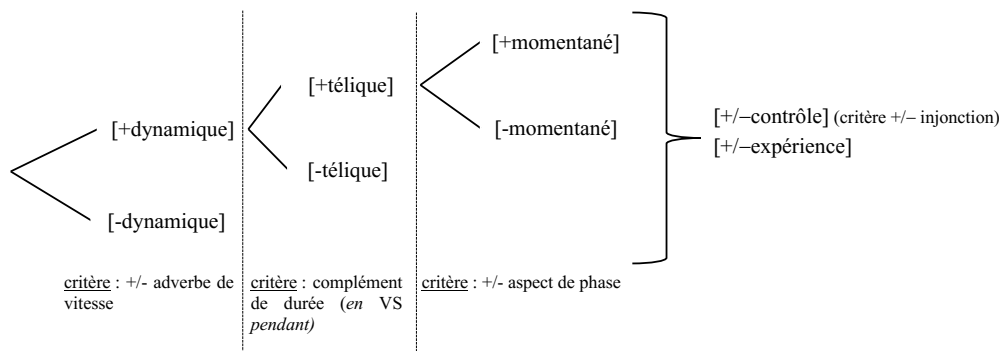 [+momentané]
[+télique]
[+dynamique]
[-momentané]
[+/–contrôle] (critère +/– injonction)
[+/–expérience]
[-télique]
[-dynamique]
critère : +/- adverbe de
vitesse
critère : complément
de durée (en VS
pendant)
critère : +/- aspect de phase